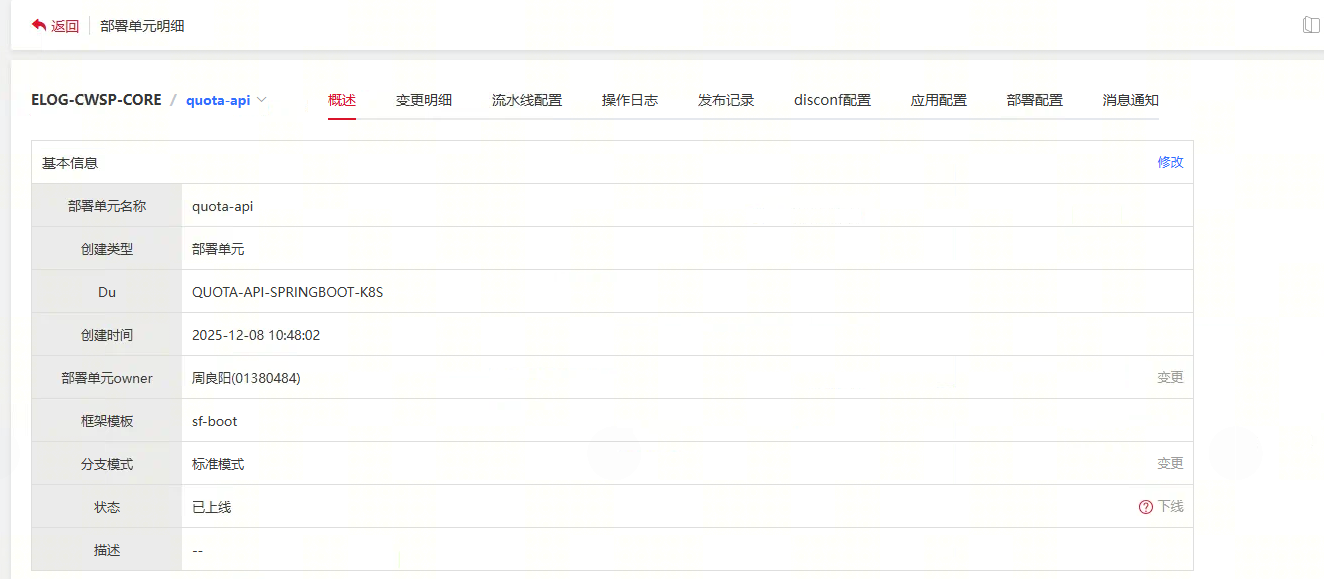 返回 部署单元明细
ELOG-CWSP-CORE / quota-api 概述 变更明细 流水线配置 操作日志 发布记录 disconf配置 应用配置 部署配置 消息通知
基本信息 修改
部署单元名称 quota-api
创建类型 部署单元
Du QUOTA-API-SPRINGBOOT-K8S
创建时间 2025-12-08 10:48:02
部署单元owner 周良阳(01380484) 变更
框架模板 sf-boot
分支模式 标准模式 变更
状态 已上线 ? 下线
描述 --